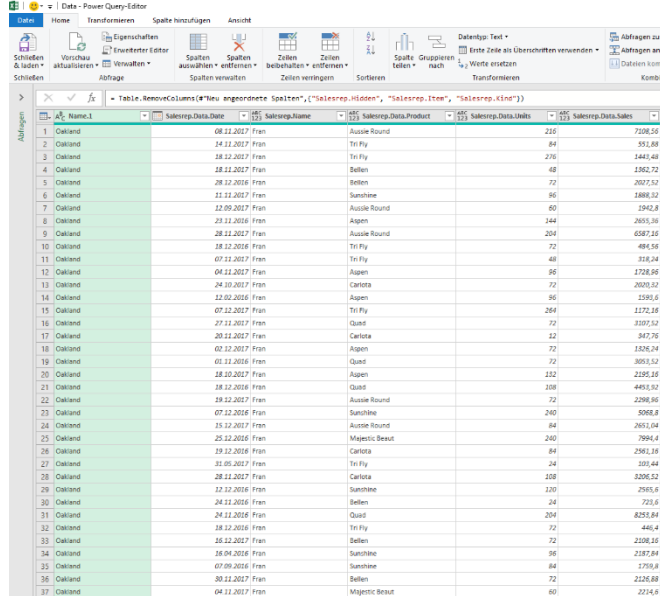 Data - Power Query-Editor
Datei Home Transformieren Spalte hinzufügen Ansicht
Schließen & laden Vorschau aktualisieren Eigenschaften Erweiterter Editor Verwalten Spalten auswählen Spalten entfernen Zeilen beibehalten Zeilen entfernen Spalte teilen Gruppieren nach Datentyp: Text Erste Zeile als Überschriften verwenden Werte ersetzen Abfragen zu Abfragen an Dateien kom
Schließen Abfrage Spalten verwalten Zeilen verringern Sortieren Transformieren Kombi
= Table.RemoveColumns(#"Neu angeordnete Spalten",{"Salesrep.Hidden", "Salesrep.Item", "Salesrep.Kind"})
Abfragen
Name.1 Salesrep.Data.Date Salesrep.Name Salesrep.Data.Product Salesrep.Data.Units Salesrep.Data.Sales
1 Oakland 08.11.2017 Fran Aussie Round 216 7108,56
2 Oakland 14.11.2017 Fran Tri Fly 84 551,88
3 Oakland 18.12.2017 Fran Tri Fly 276 1443,48
4 Oakland 18.11.2017 Fran Bellen 48 1362,72
5 Oakland 28.12.2016 Fran Bellen 72 2027,52
6 Oakland 11.11.2017 Fran Sunshine 96 1888,32
7 Oakland 12.09.2017 Fran Aussie Round 60 1942,8
8 Oakland 23.11.2016 Fran Aspen 144 2655,36
9 Oakland 28.11.2017 Fran Aussie Round 204 6587,16
10 Oakland 18.12.2016 Fran Tri Fly 72 484,56
11 Oakland 07.11.2017 Fran Tri Fly 48 318,24
12 Oakland 04.11.2017 Fran Aspen 96 1728,96
13 Oakland 24.10.2017 Fran Carlota 72 2020,32
14 Oakland 12.02.2016 Fran Aspen 96 1593,6
15 Oakland 07.12.2017 Fran Tri Fly 264 1172,16
16 Oakland 27.11.2017 Fran Quad 72 3107,52
17 Oakland 20.11.2017 Fran Carlota 12 347,76
18 Oakland 02.12.2017 Fran Aspen 72 1326,24
19 Oakland 01.11.2016 Fran Quad 72 3053,52
20 Oakland 18.10.2017 Fran Aspen 132 2195,16
21 Oakland 18.12.2016 Fran Quad 108 4453,92
22 Oakland 19.12.2017 Fran Aussie Round 72 2298,96
23 Oakland 07.12.2016 Fran Sunshine 240 5068,8
24 Oakland 15.12.2017 Fran Aussie Round 84 2651,04
25 Oakland 25.12.2016 Fran Majestic Beaut 240 7994,4
26 Oakland 19.12.2016 Fran Carlota 84 2561,16
27 Oakland 31.05.2017 Fran Tri Fly 24 103,44
28 Oakland 28.11.2017 Fran Carlota 108 3206,52
29 Oakland 12.12.2017 Fran Sunshine 120 2565,6
30 Oakland 24.11.2016 Fran Bellen 24 723,6
31 Oakland 24.11.2016 Fran Quad 204 8253,84
32 Oakland 18.12.2017 Fran Tri Fly 72 446,4
33 Oakland 16.12.2017 Fran Bellen 72 2108,16
34 Oakland 16.04.2016 Fran Sunshine 96 2187,84
35 Oakland 07.09.2016 Fran Sunshine 84 1759,8
36 Oakland 30.11.2017 Fran Bellen 72 2126,88
37 Oakland 04.11.2017 Fran Majestic Beaut 60 2214,6